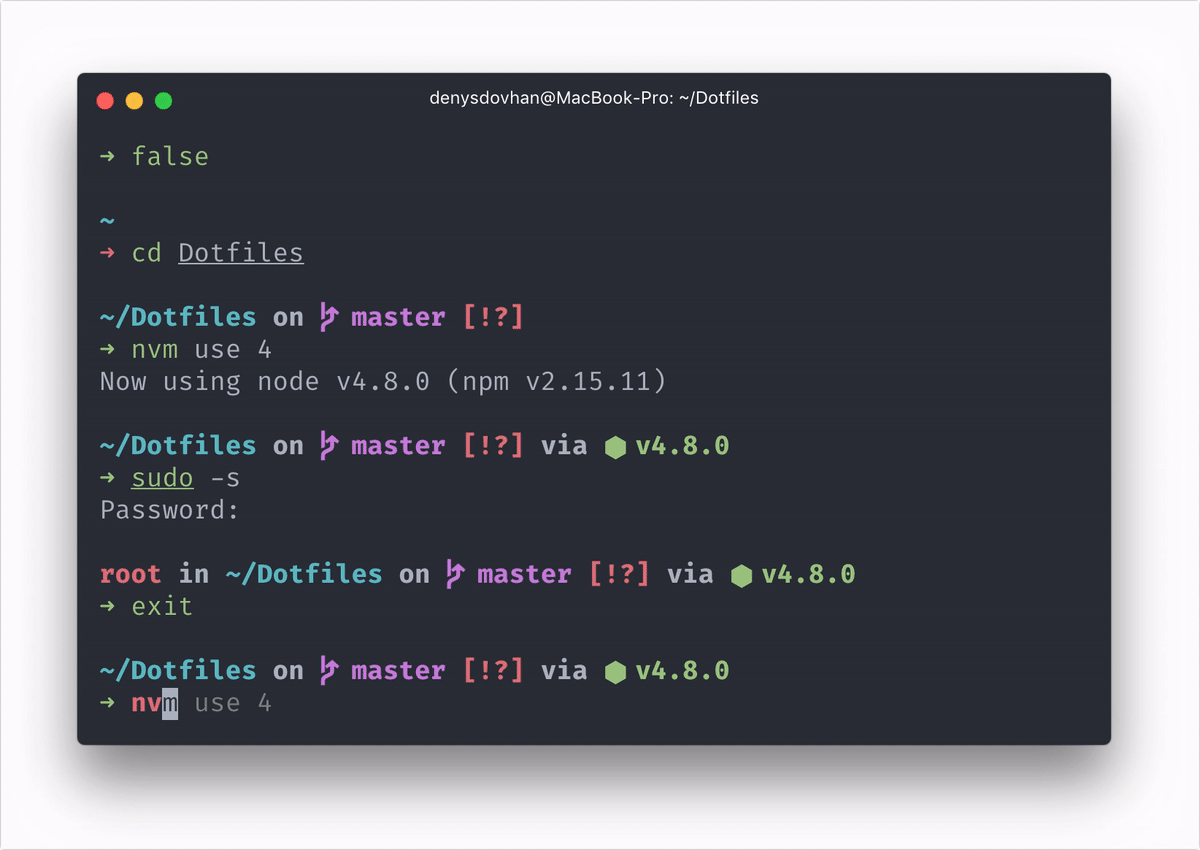 denysdovhan@MacBook-Pro: ~/Dotfiles
➜ false
~
➜ cd Dotfiles
~/Dotfiles on  master [!?]
➜ nvm use 4
Now using node v4.8.0 (npm v2.15.11)
~/Dotfiles on  master [!?] via ⬢ v4.8.0
➜ sudo -s
Password:
root in ~/Dotfiles on  master [!?] via ⬢ v4.8.0
➜ exit
~/Dotfiles on  master [!?] via ⬢ v4.8.0
➜ nvm use 4